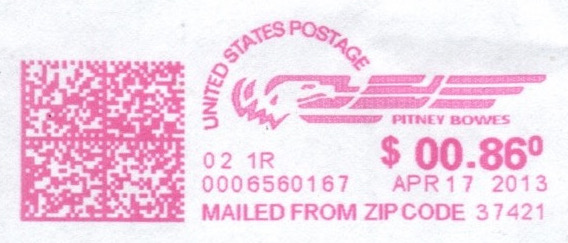 UNITED STATES POSTAGE
PITNEY BOWES
02 1R
$ 00.86⁰
0006560167
APR 17 2013
MAILED FROM ZIP CODE 37421